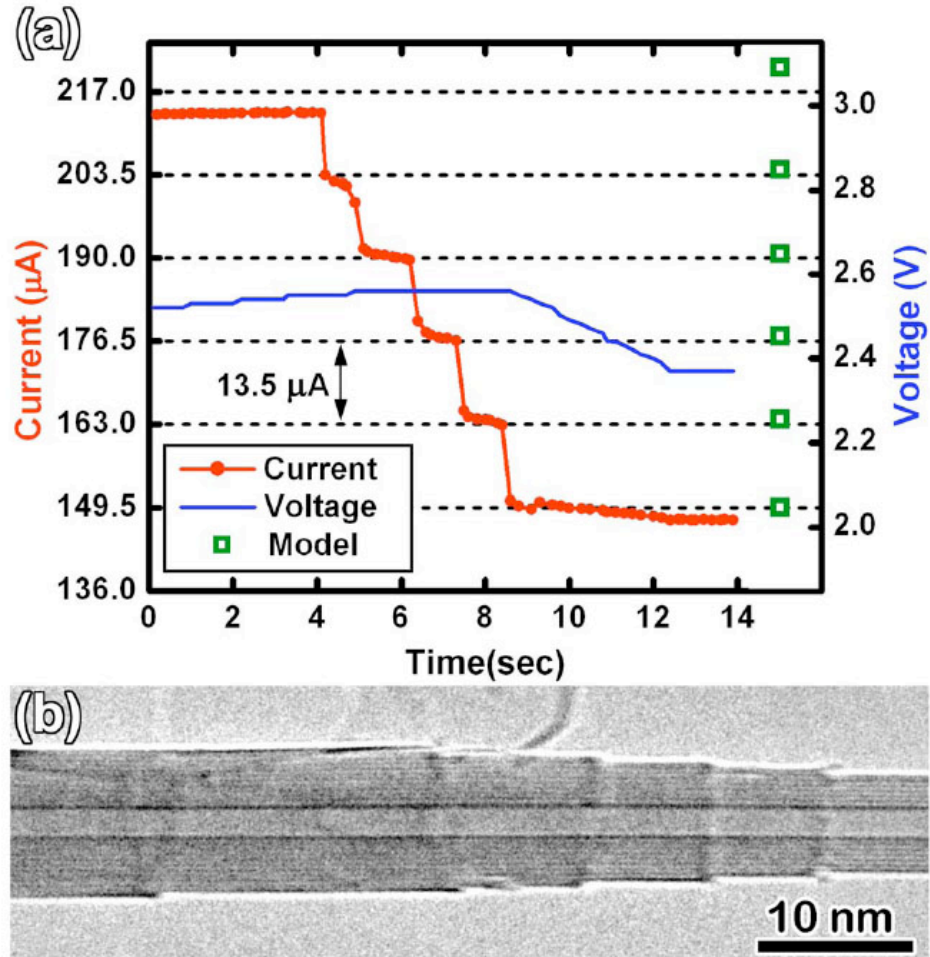 (a)
217.0
203.5
190.0
176.5
163.0
149.5
136.0
Current (μA)
3.0
2.8
2.6
2.4
2.2
2.0
Voltage (V)
13.5 μA
Current
Voltage
Model
0 2 4 6 8 10 12 14
Time(sec)
(b)
10 nm